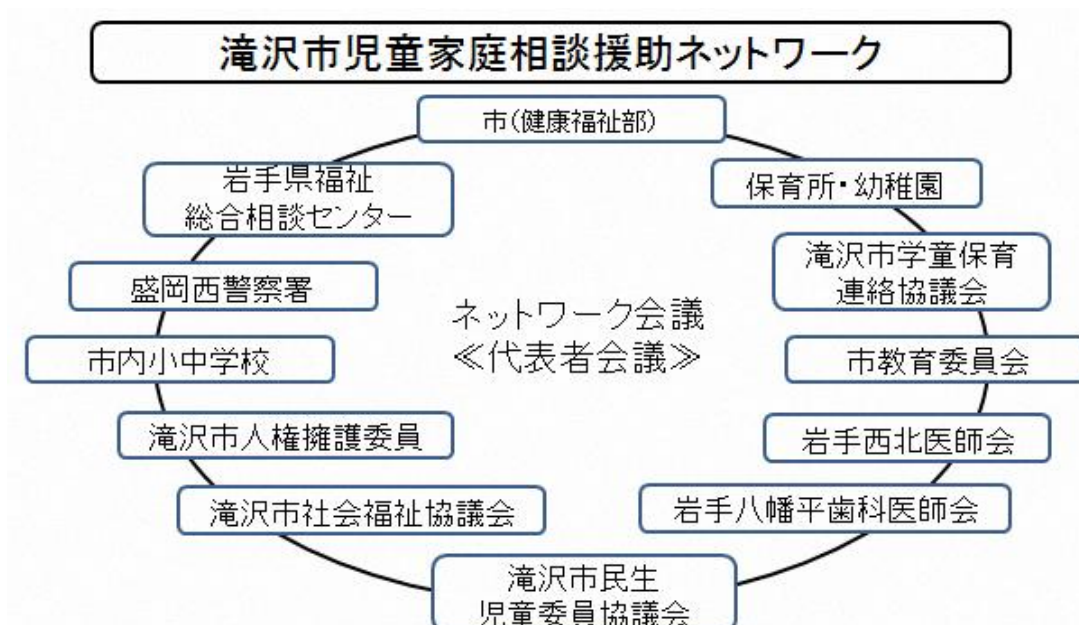 滝沢市児童家庭相談援助ネットワーク
市(健康福祉部)
岩手県福祉
総合相談センター
保育所・幼稚園
滝沢市学童保育
連絡協議会
盛岡西警察署
ネットワーク会議
≪代表者会議≫
市内小中学校
市教育委員会
滝沢市人権擁護委員
岩手西北医師会
滝沢市社会福祉協議会
岩手八幡平歯科医師会
滝沢市民生
児童委員協議会